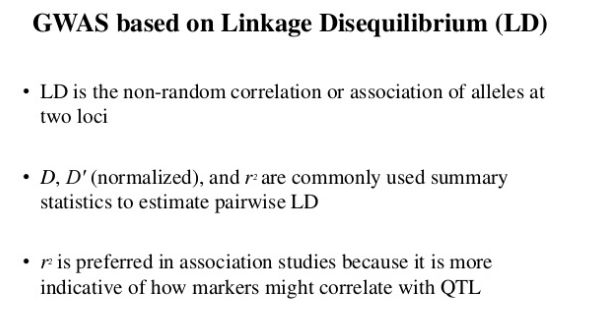 GWAS based on Linkage Disequilibrium (LD)
• LD is the non-random correlation or association of alleles at
two loci
• D, D′ (normalized), and r² are commonly used summary
statistics to estimate pairwise LD
• r² is preferred in association studies because it is more
indicative of how markers might correlate with QTL